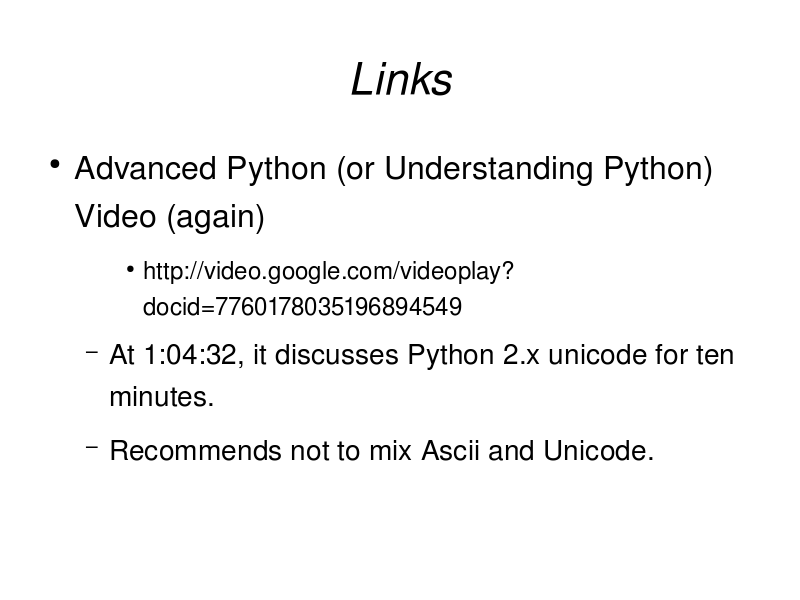 Links
• Advanced Python (or Understanding Python)
Video (again)
• http://video.google.com/videoplay?
docid=7760178035196894549
– At 1:04:32, it discusses Python 2.x unicode for ten
minutes.
– Recommends not to mix Ascii and Unicode.